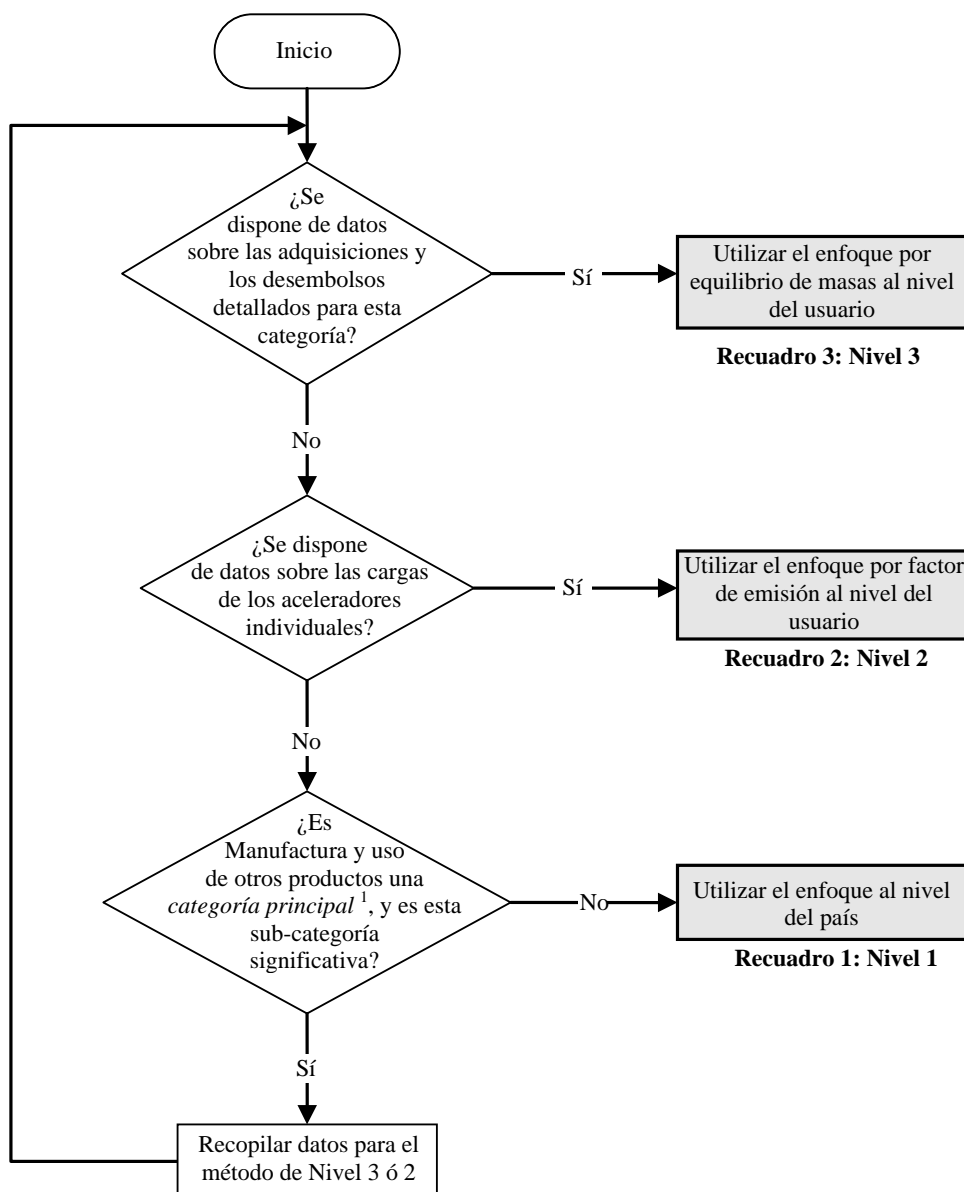 Inicio
¿Se
dispone de datos
sobre las adquisiciones y
los desembolsos
detallados para esta
categoría?
Sí
Utilizar el enfoque por
equilibrio de masas al nivel
del usuario
Recuadro 3: Nivel 3
No
¿Se dispone
de datos sobre las cargas
de los aceleradores
individuales?
Sí
Utilizar el enfoque por factor
de emisión al nivel del
usuario
Recuadro 2: Nivel 2
No
¿Es
Manufactura y uso
de otros productos una
categoría principal ¹, y es esta
sub-categoría
significativa?
No
Utilizar el enfoque al nivel
del país
Recuadro 1: Nivel 1
Sí
Recopilar datos para el
método de Nivel 3 ó 2